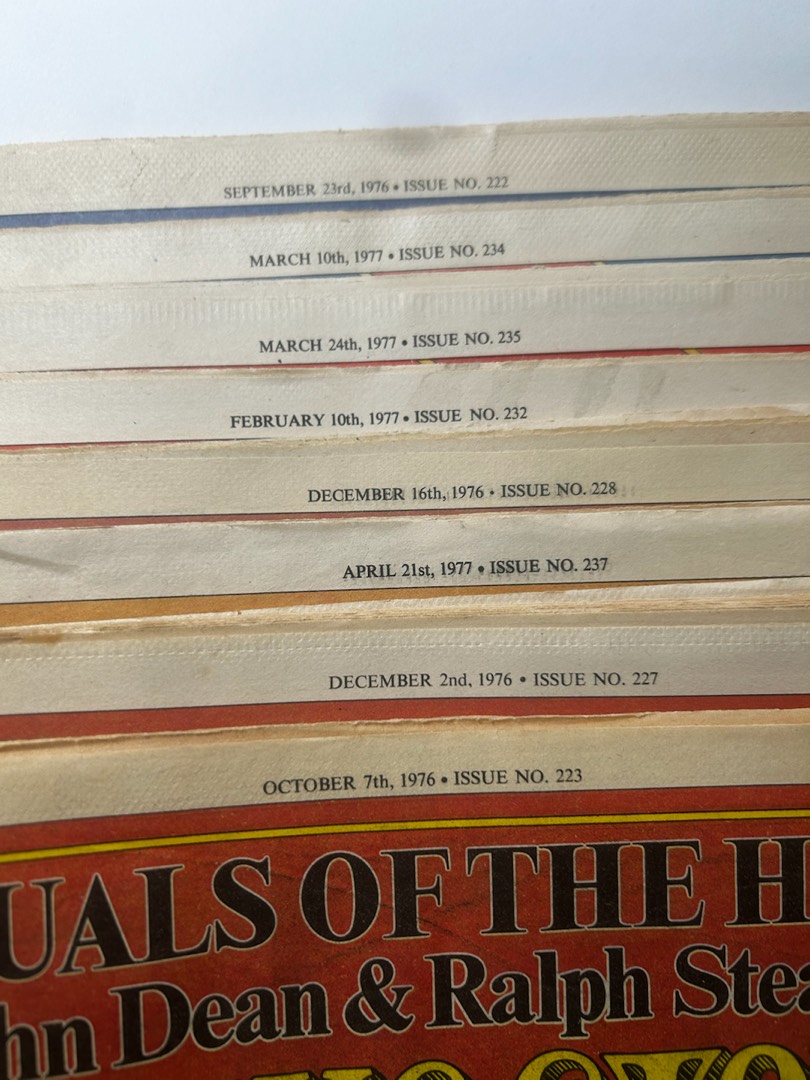 SEPTEMBER 23rd, 1976 • ISSUE NO. 222
MARCH 10th, 1977 • ISSUE NO. 234
MARCH 24th, 1977 • ISSUE NO. 235
FEBRUARY 10th, 1977 • ISSUE NO. 232
DECEMBER 16th, 1976 • ISSUE NO. 228
APRIL 21st, 1977 • ISSUE NO. 237
DECEMBER 2nd, 1976 • ISSUE NO. 227
OCTOBER 7th, 1976 • ISSUE NO. 223
UALS OF THE H
hn Dean & Ralph Stea